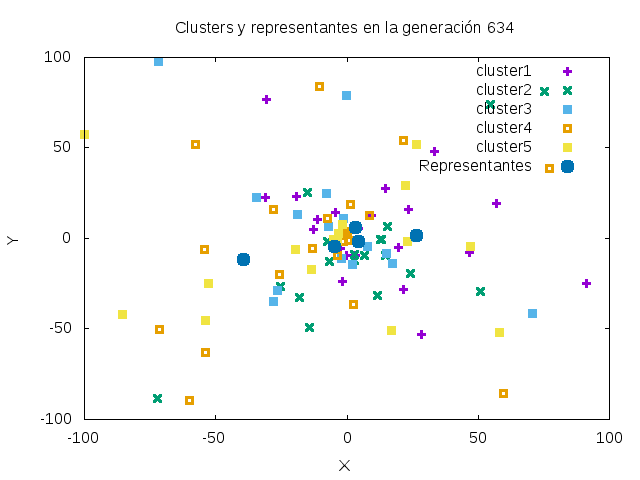 Clusters y representantes en la generación 634
100
50
0
-50
-100
-100
-50
0
50
100
Y
X
cluster1
cluster2
cluster3
cluster4
cluster5
Representantes